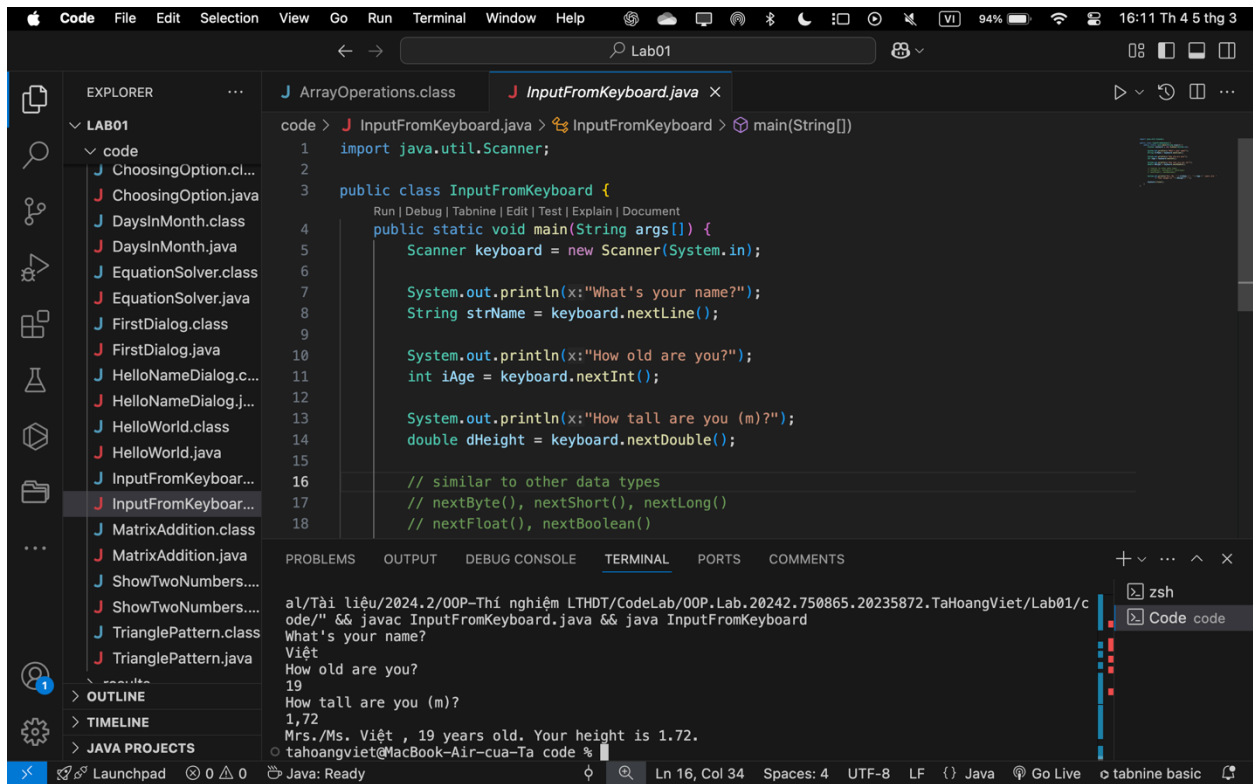 Code File Edit Selection View Go Run Terminal Window Help VI 94% 16:11 Th 4 5 thg 3
Lab01
EXPLORER
LAB01
code
ChoosingOption.cl...
ChoosingOption.java
DaysInMonth.class
DaysInMonth.java
EquationSolver.class
EquationSolver.java
FirstDialog.class
FirstDialog.java
HelloNameDialog.c...
HelloNameDialog.j...
HelloWorld.class
HelloWorld.java
InputFromKeyboar...
InputFromKeyboar...
MatrixAddition.class
MatrixAddition.java
ShowTwoNumbers....
ShowTwoNumbers....
TrianglePattern.class
TrianglePattern.java
OUTLINE
TIMELINE
JAVA PROJECTS
J ArrayOperations.class J InputFromKeyboard.java
code > J InputFromKeyboard.java > InputFromKeyboard > main(String[])
1 import java.util.Scanner;
2
3 public class InputFromKeyboard {
Run | Debug | Tabnine | Edit | Test | Explain | Document
4 public static void main(String args[]) {
5 Scanner keyboard = new Scanner(System.in);
6
7 System.out.println(x:"What's your name?");
8 String strName = keyboard.nextLine();
9
10 System.out.println(x:"How old are you?");
11 int iAge = keyboard.nextInt();
12
13 System.out.println(x:"How tall are you (m)?");
14 double dHeight = keyboard.nextDouble();
15
16 // similar to other data types
17 // nextByte(), nextShort(), nextLong()
18 // nextFloat(), nextBoolean()
PROBLEMS OUTPUT DEBUG CONSOLE TERMINAL PORTS COMMENTS
al/Tài liệu/2024.2/OOP-Thí nghiệm LTHDT/CodeLab/OOP.Lab.20242.750865.20235872.TaHoangViet/Lab01/c
ode/" && javac InputFromKeyboard.java && java InputFromKeyboard
What's your name?
Việt
How old are you?
19
How tall are you (m)?
1,72
Mrs./Ms. Việt , 19 years old. Your height is 1.72.
tahoangviet@MacBook-Air-cua-Ta code %
zsh
Code code
1
Launchpad 0 0 Java: Ready Ln 16, Col 34 Spaces: 4 UTF-8 LF {} Java Go Live tabnine basic